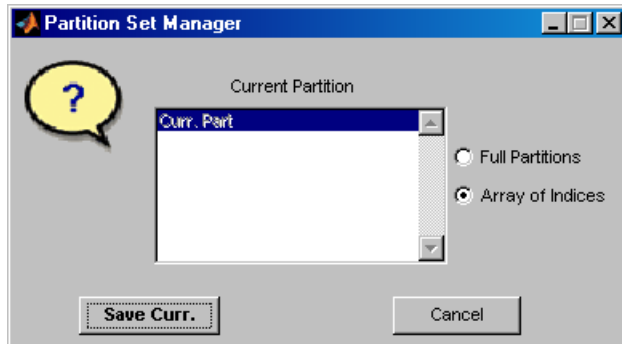 Partition Set Manager
?
Current Partition
Curr. Part
Full Partitions
Array of Indices
Save Curr.
Cancel